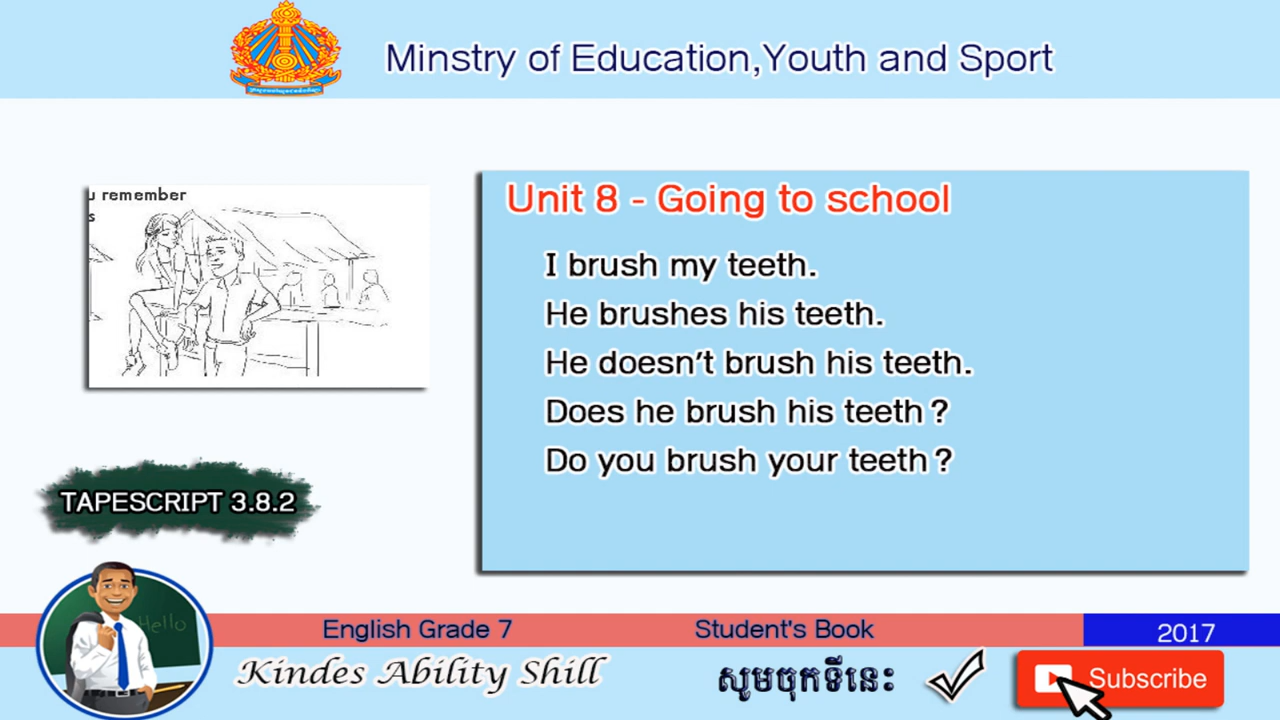 Minstry of Education,Youth and Sport
u remember
s
Unit 8 - Going to school
I brush my teeth.
He brushes his teeth.
He doesn't brush his teeth.
Does he brush his teeth ?
Do you brush your teeth ?
TAPESCRIPT 3.8.2
Hello
English Grade 7
Student's Book
2017
Kindes Ability Shill
សូមចុកទីនេះ
Subscribe